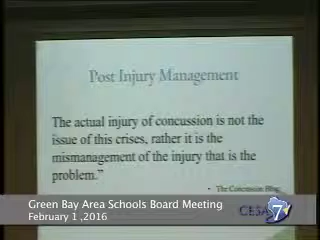 Post Injury Management
The actual injury of concussion is not the
issue of this crises, rather it is the
mismanagement of the injury that is the
problem."
• The Concussion Blog
Green Bay Area Schools Board Meeting
February 1 ,2016
CESA 7